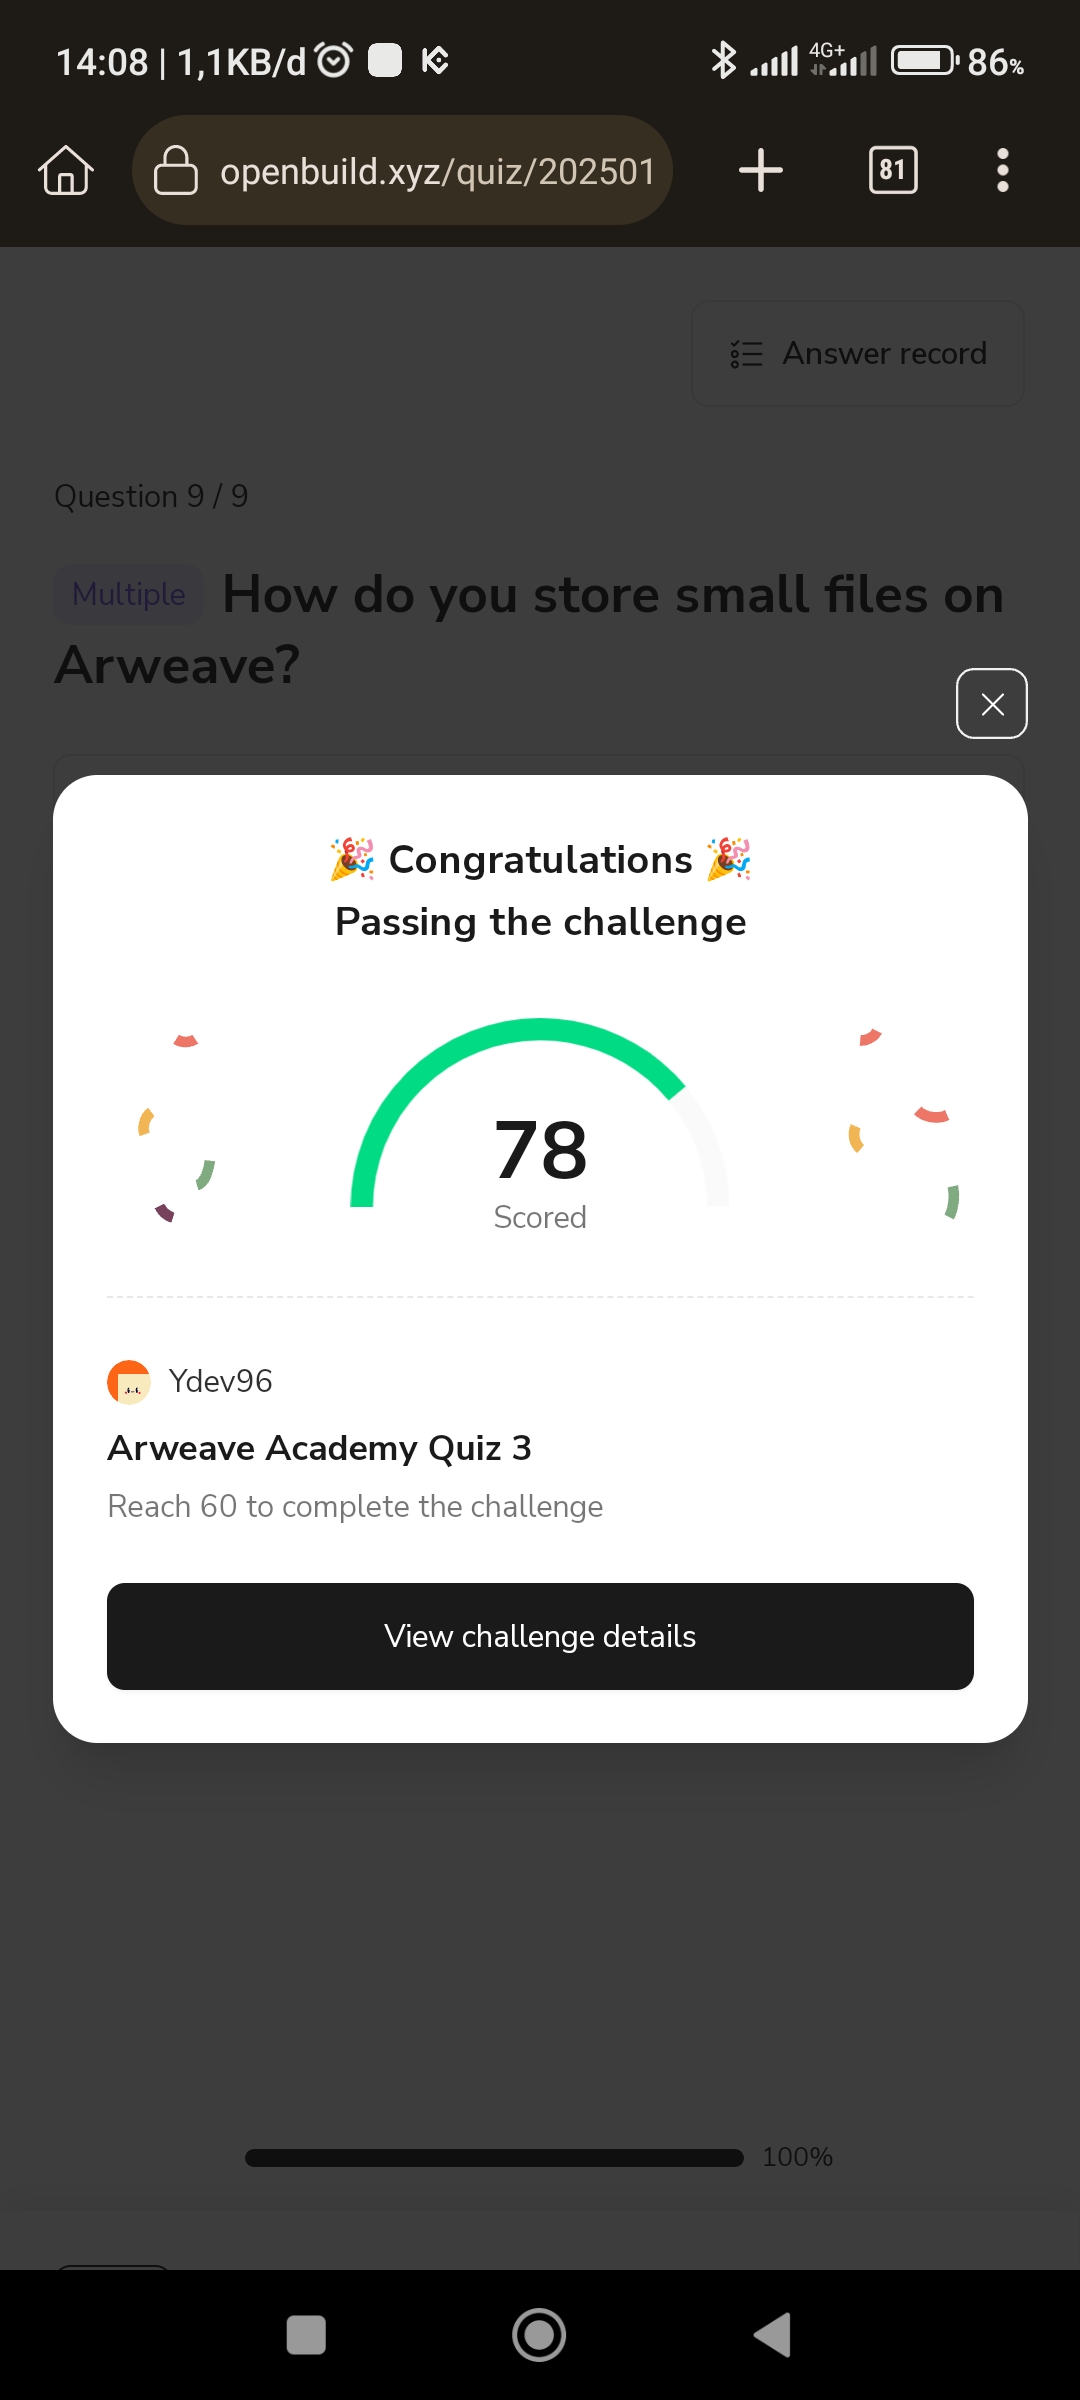 14:08 | 1,1KB/d
4G+
86%
openbuild.xyz/quiz/202501
81
Answer record
Question 9 / 9
Multiple How do you store small files on
Arweave?
🎉 Congratulations 🎉
Passing the challenge
78
Scored
Ydev96
Arweave Academy Quiz 3
Reach 60 to complete the challenge
View challenge details
100%